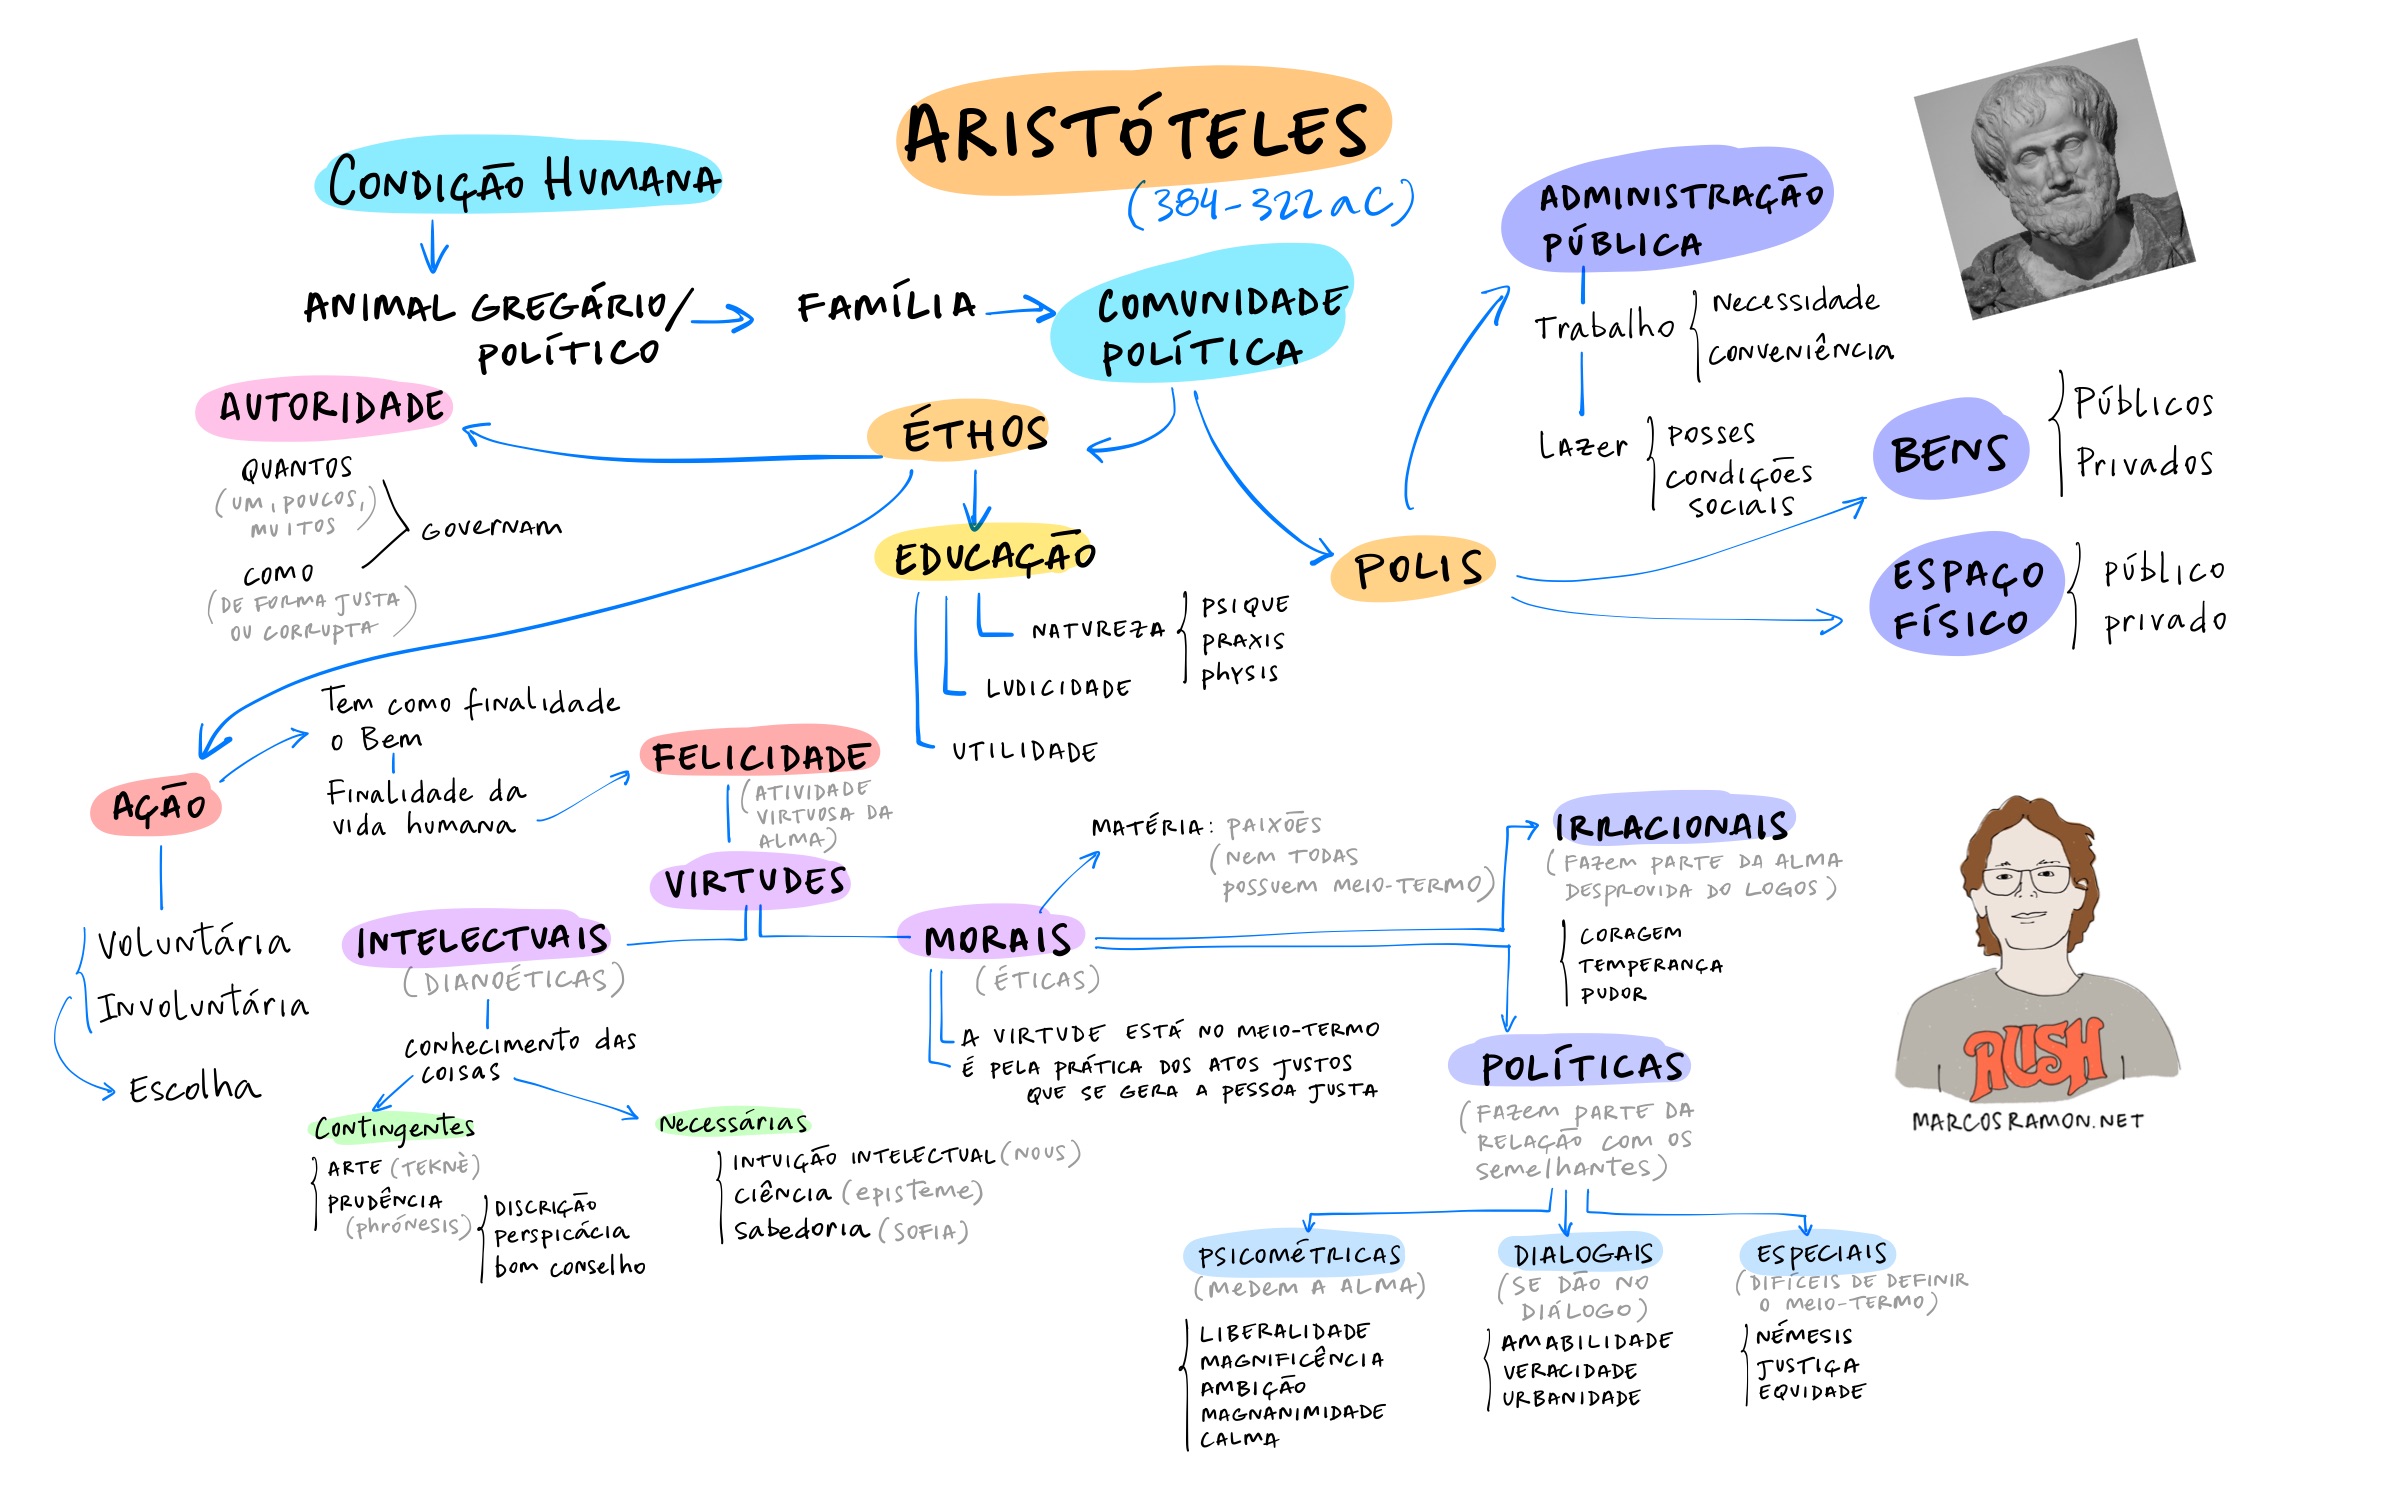 ARISTÓTELES
(384-322 aC)
CONDIÇÃO HUMANA
ANIMAL GREGÁRIO/
POLÍTICO
FAMÍLIA
COMUNIDADE
POLÍTICA
AUTORIDADE
QUANTOS
(UM, POUCOS,
MUITOS)
COMO
(DE FORMA JUSTA
OU CORRUPTA)
GOVERNAM
ÉTHOS
EDUCAÇÃO
NATUREZA
PSIQUE
PRAXIS
PHYSIS
LUDICIDADE
UTILIDADE
POLIS
ADMINISTRAÇÃO
PÚBLICA
Trabalho
Necessidade
CONVENIÊNCIA
LAZER
POSSES
CONDIÇÕES
SOCIAIS
BENS
PÚBLICOS
Privados
ESPAÇO
FÍSICO
PÚBLICO
privado
AÇÃO
Tem como finalidade
o Bem
Finalidade da
vida humana
Voluntária
Involuntária
Escolha
FELICIDADE
(ATIVIDADE
VIRTUOSA DA
ALMA)
VIRTUDES
INTELECTUAIS
(DIANOÉTICAS)
conhecimento das
coisas
Contingentes
ARTE (TEKNÈ)
PRUDÊNCIA
(phrónesis)
DISCRIÇÃO
perspicácia
bom conselho
Necessárias
INTUIÇÃO INTELECTUAL (NOUS)
CIÊNCIA (episteme)
Sabedoria (SOFIA)
MORAIS
(ÉTICAS)
MATÉRIA: PAIXÕES
(NEM TODAS
POSSUEM MEIO-TERMO)
A VIRTUDE ESTÁ NO MEIO-TERMO
É PELA PRÁTICA DOS ATOS JUSTOS
QUE SE GERA A PESSOA JUSTA
IRRACIONAIS
(FAZEM PARTE DA ALMA
DESPROVIDA DO LOGOS)
CORAGEM
TEMPERANÇA
PUDOR
POLÍTICAS
(FAZEM PARTE DA
RELAÇÃO COM OS
semelhantes)
PSICOMÉTRICAS
(MEDEM A ALMA)
LIBERALIDADE
MAGNIFICÊNCIA
AMBIÇÃO
MAGNANIMIDADE
CALMA
DIALOGAIS
(SE DÃO NO
DIÁLOGO)
AMABILIDADE
VERACIDADE
URBANIDADE
ESPECIAIS
(DIFÍCEIS DE DEFINIR
O MEIO-TERMO)
NÉMESIS
JUSTIÇA
EQUIDADE
RUSH
MARCOSRAMON.NET